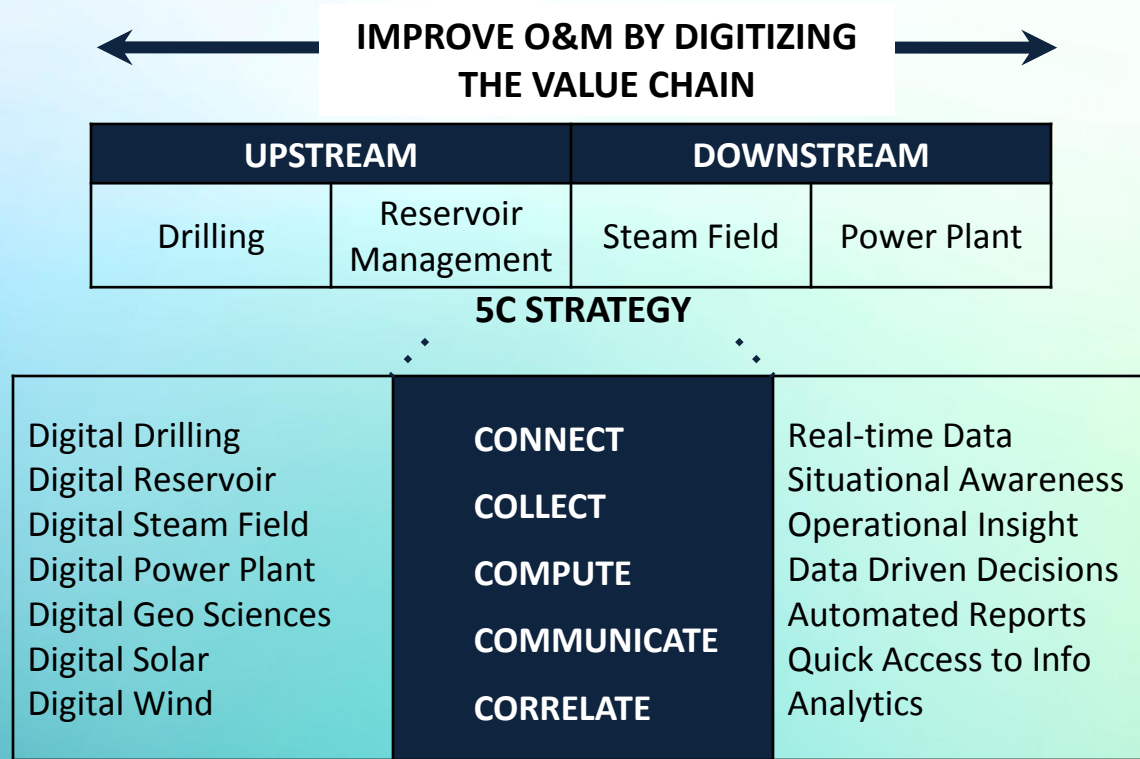 IMPROVE O&M BY DIGITIZING
THE VALUE CHAIN
UPSTREAM
DOWNSTREAM
Drilling
Reservoir
Management
Steam Field
Power Plant
5C STRATEGY
Digital Drilling
Digital Reservoir
Digital Steam Field
Digital Power Plant
Digital Geo Sciences
Digital Solar
Digital Wind
CONNECT
COLLECT
COMPUTE
COMMUNICATE
CORRELATE
Real-time Data
Situational Awareness
Operational Insight
Data Driven Decisions
Automated Reports
Quick Access to Info
Analytics